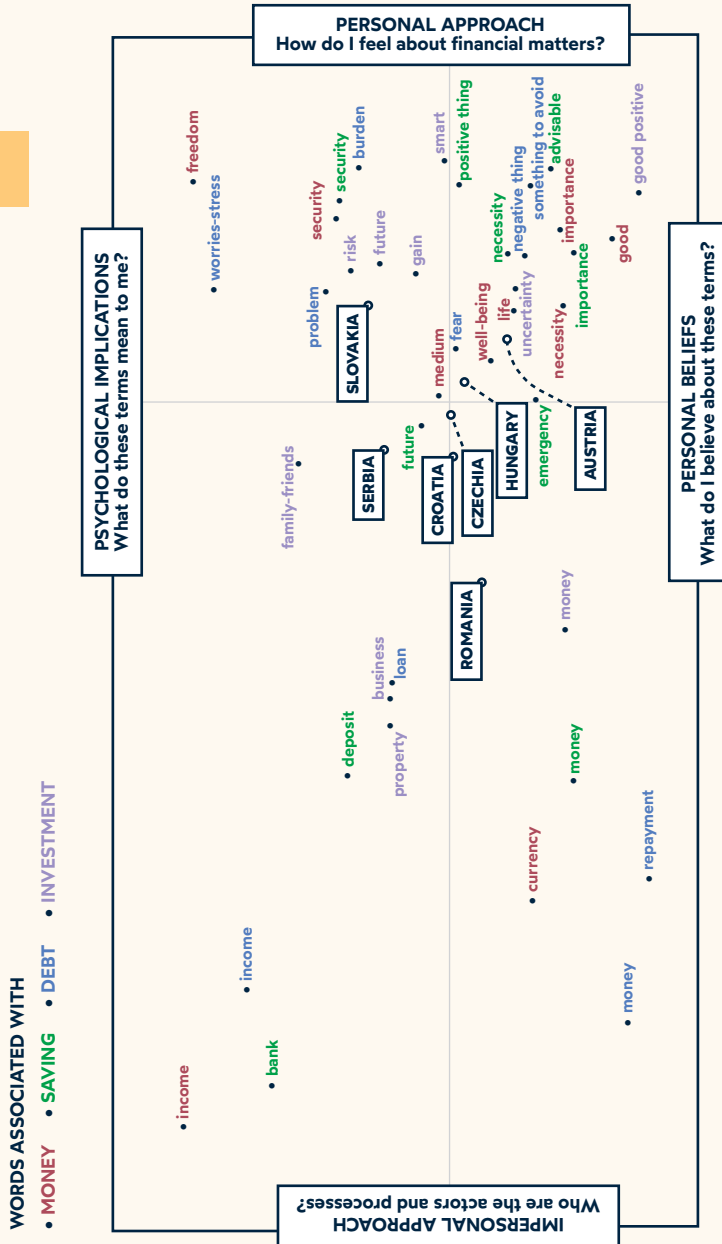 WORDS ASSOCIATED WITH
• MONEY • SAVING • DEBT • INVESTMENT
PSYCHOLOGICAL IMPLICATIONS
What do these terms mean to me?
PERSONAL APPROACH
How do I feel about financial matters?
PERSONAL BELIEFS
What do I believe about these terms?
IMPERSONAL APPROACH
Who are the actors and processes?
income
bank
income
deposit
property
business
loan
family-friends
future
SERBIA
CROATIA
CZECHIA
HUNGARY
AUSTRIA
ROMANIA
SLOVAKIA
freedom
worries-stress
security
security
burden
problem
risk
future
gain
smart
positive thing
medium
fear
well-being
life
uncertainty
necessity
negative thing
something to avoid
advisable
importance
importance
necessity
good
good positive
emergency
money
money
currency
repayment
money